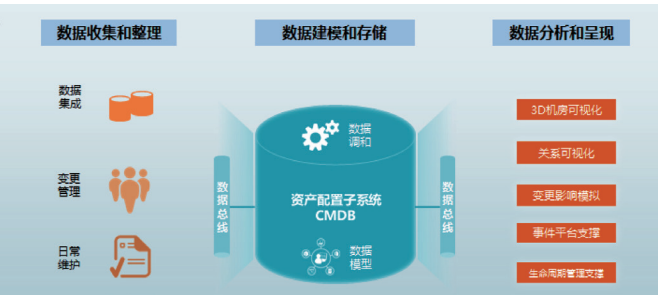 数据收集和整理
数据建模和存储
数据分析和呈现
数据
集成
变更
管理
日常
维护
数据总线
数据
调和
资产配置子系统
CMDB
数据
模型
数据总线
3D机房可视化
关系可视化
变更影响模拟
事件平台支撑
生命周期管理支撑